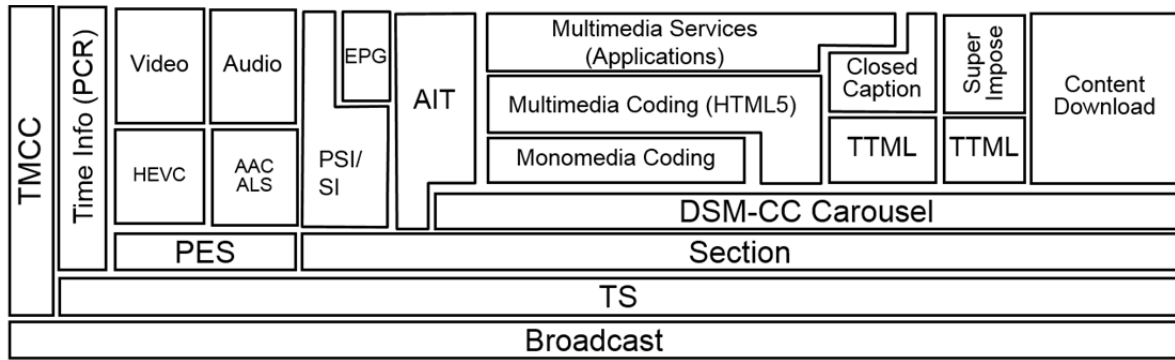 TMCC
Time Info (PCR)
Video
Audio
EPG
AIT
Multimedia Services
(Applications)
Closed
Caption
Super
Impose
Content
Download
HEVC
AAC
ALS
PSI/
SI
Multimedia Coding (HTML5)
Monomedia Coding
TTML
TTML
DSM-CC Carousel
PES
Section
TS
Broadcast